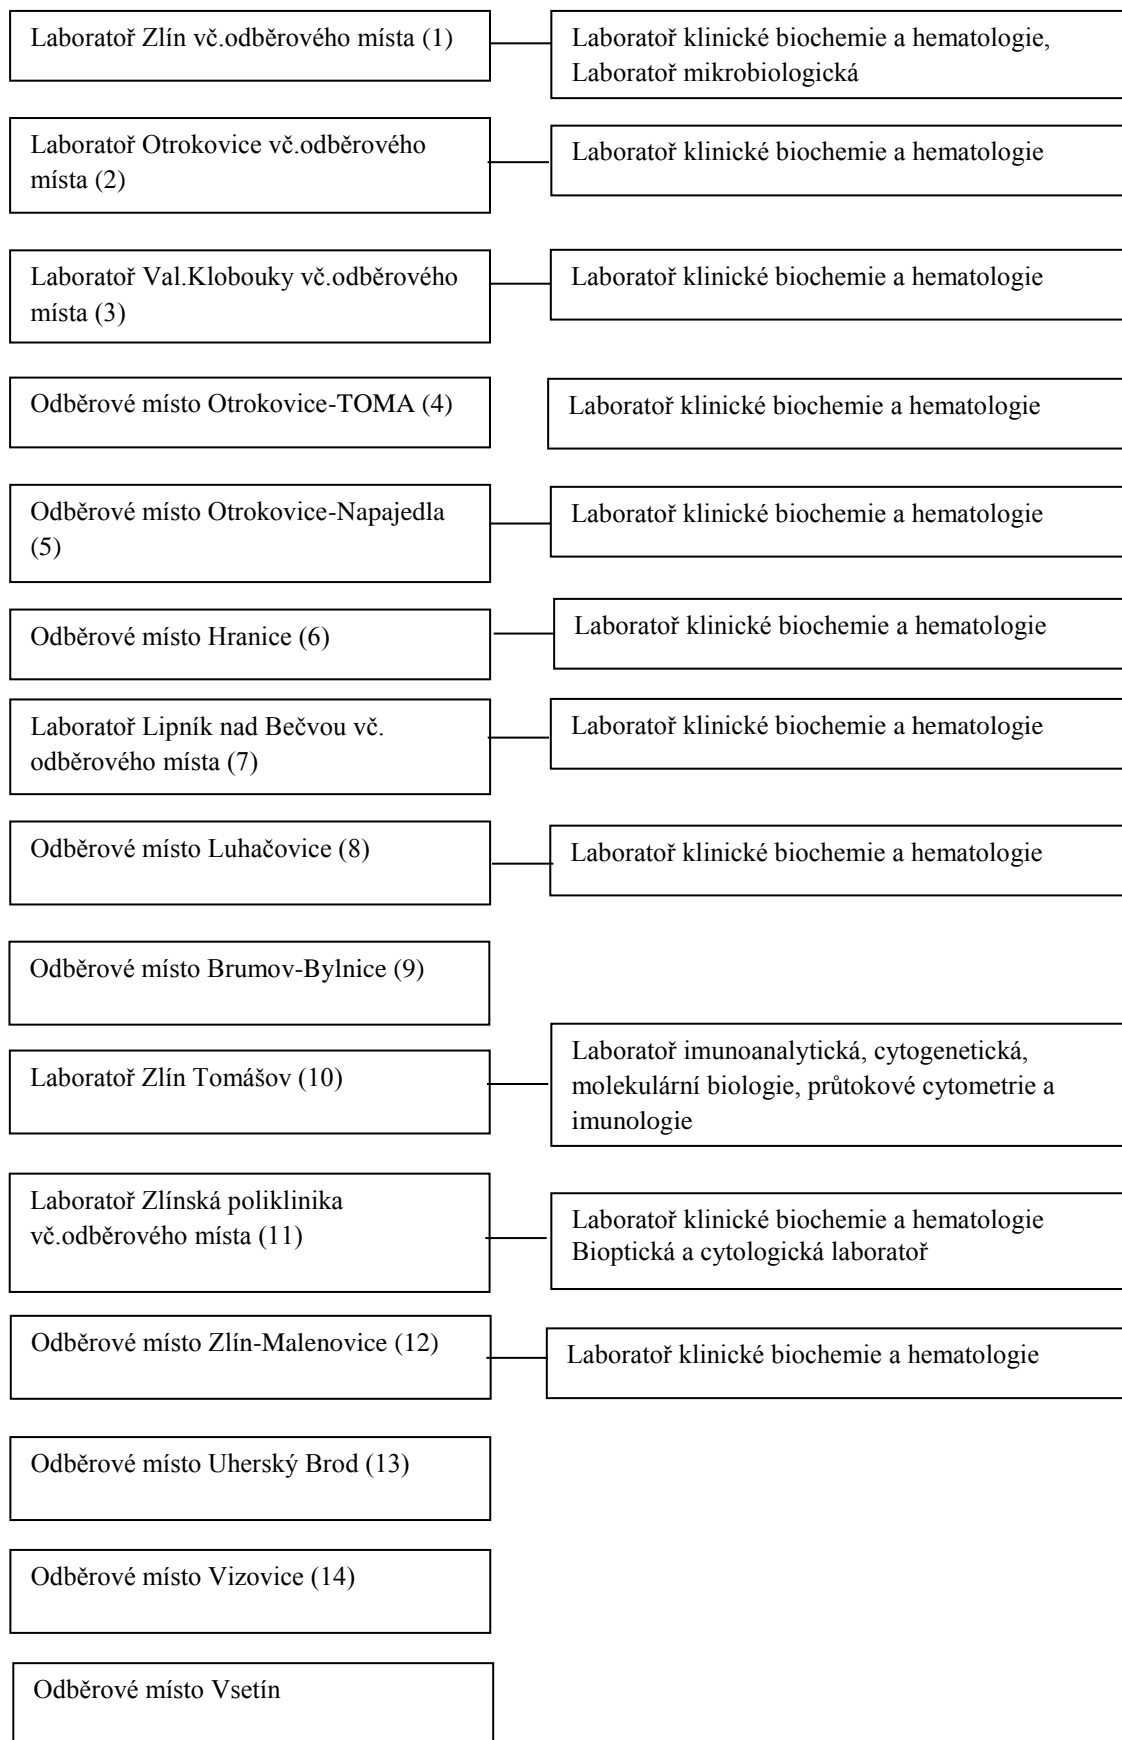 Laboratoř Zlín vč.odběrového místa (1)
Laboratoř klinické biochemie a hematologie,
Laboratoř mikrobiologická
Laboratoř Otrokovice vč.odběrového
místa (2)
Laboratoř klinické biochemie a hematologie
Laboratoř Val.Klobouky vč.odběrového
místa (3)
Laboratoř klinické biochemie a hematologie
Odběrové místo Otrokovice-TOMA (4)
Laboratoř klinické biochemie a hematologie
Odběrové místo Otrokovice-Napajedla
(5)
Laboratoř klinické biochemie a hematologie
Odběrové místo Hranice (6)
Laboratoř klinické biochemie a hematologie
Laboratoř Lipník nad Bečvou vč.
odběrového místa (7)
Laboratoř klinické biochemie a hematologie
Odběrové místo Luhačovice (8)
Laboratoř klinické biochemie a hematologie
Odběrové místo Brumov-Bylnice (9)
Laboratoř Zlín Tomášov (10)
Laboratoř imunoanalytická, cytogenetická,
molekulární biologie, průtokové cytometrie a
imunologie
Laboratoř Zlínská poliklinika
vč.odběrového místa (11)
Laboratoř klinické biochemie a hematologie
Bioptická a cytologická laboratoř
Odběrové místo Zlín-Malenovice (12)
Laboratoř klinické biochemie a hematologie
Odběrové místo Uherský Brod (13)
Odběrové místo Vizovice (14)
Odběrové místo Vsetín